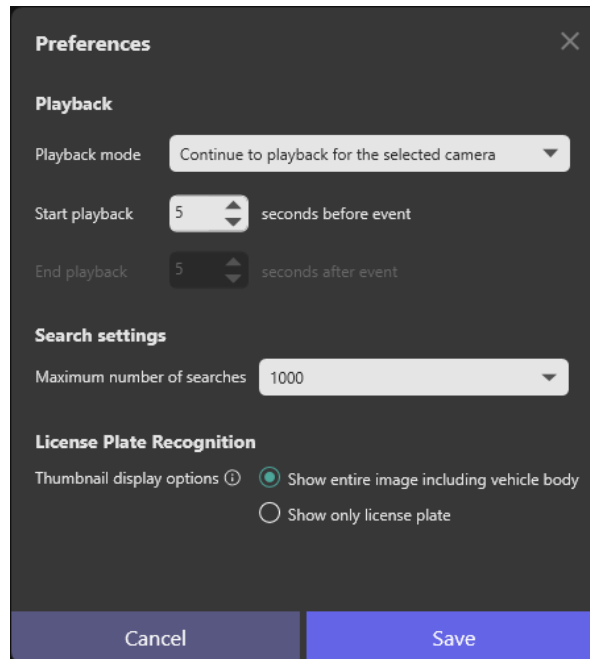 Preferences
Playback
Playback mode Continue to playback for the selected camera
Start playback 5 seconds before event
End playback 5 seconds after event
Search settings
Maximum number of searches 1000
License Plate Recognition
Thumbnail display options Show entire image including vehicle body
Show only license plate
Cancel Save